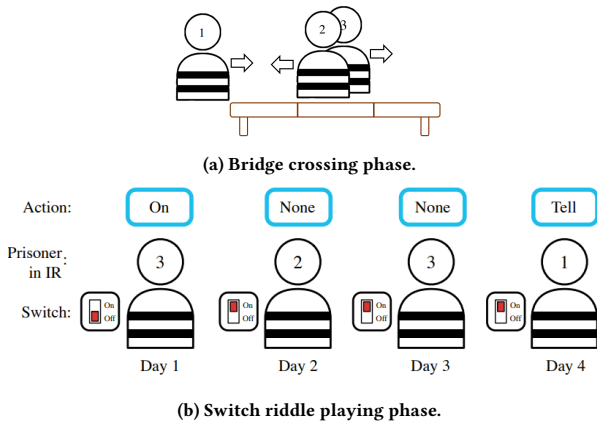 1
2
3
(a) Bridge crossing phase.
Action:
On
None
None
Tell
Prisoner
in IR:
3
2
3
1
Switch:
On
Off
On
Off
On
Off
On
Off
Day 1
Day 2
Day 3
Day 4
(b) Switch riddle playing phase.